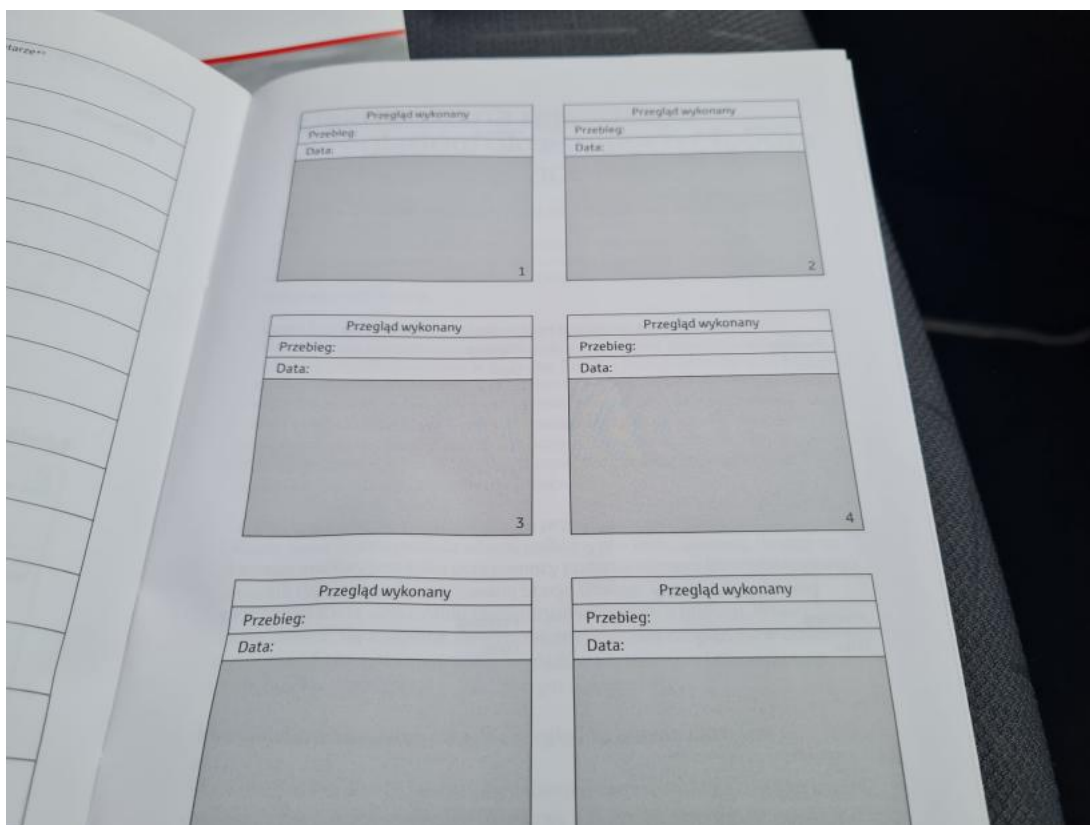 Przegląd wykonany
Przebieg:
Data:
1
Przegląd wykonany
Przebieg:
Data:
2
Przegląd wykonany
Przebieg:
Data:
3
Przegląd wykonany
Przebieg:
Data:
4
Przegląd wykonany
Przebieg:
Data:
Przegląd wykonany
Przebieg:
Data: